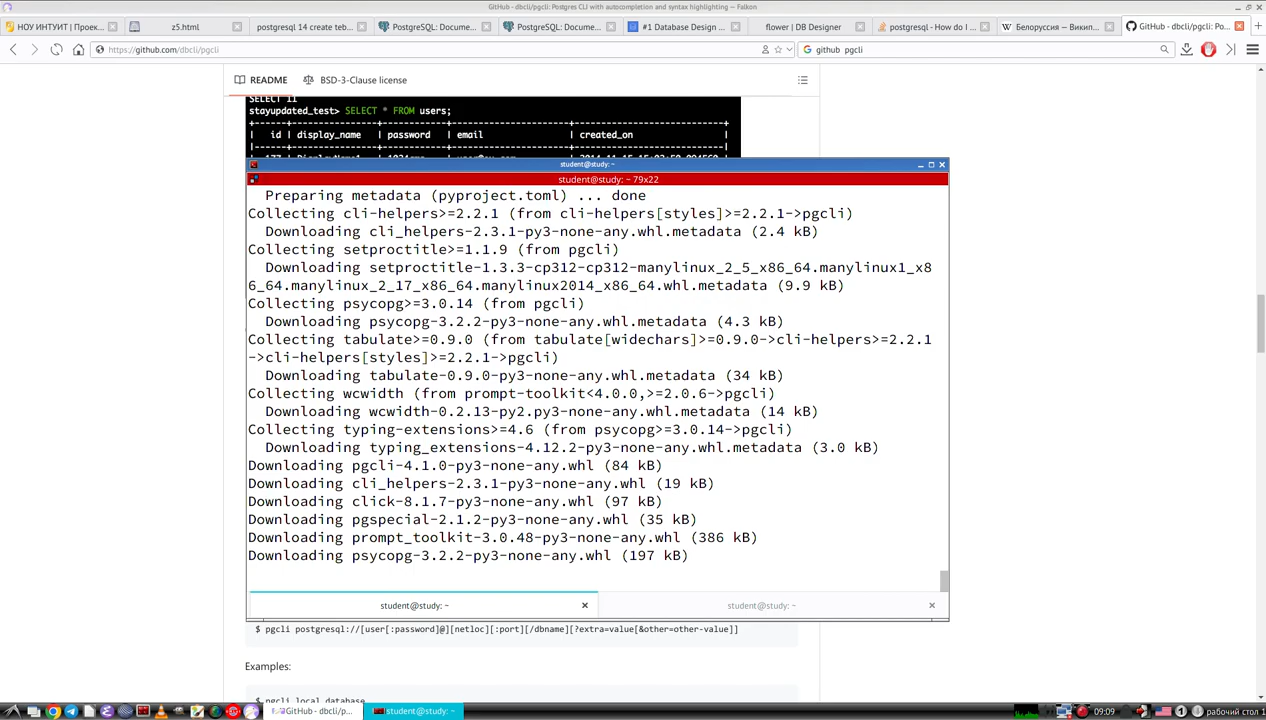 GitHub - dbcli/pgcli: Postgres CLI with autocompletion and syntax highlighting — Falkon
НОУ ИНТУИТ | Проек...
z5.html
postgresql 14 create teb...
PostgreSQL: Docume...
PostgreSQL: Docume...
#1 Database Design ...
flower | DB Designer
postgresql - How do I ...
Белоруссия — Викип...
GitHub - dbcli/pgcli: Po...
https://github.com/dbcli/pgcli
github pgcli
README
BSD-3-Clause license
SELECT 11
stayupdated_test> SELECT * FROM users;
| id | display_name | password | email | created_on |
student@study: ~
student@study: ~ 79x22
Preparing metadata (pyproject.toml) ... done
Collecting cli-helpers>=2.2.1 (from cli-helpers[styles]>=2.2.1->pgcli)
Downloading cli_helpers-2.3.1-py3-none-any.whl.metadata (2.4 kB)
Collecting setproctitle>=1.1.9 (from pgcli)
Downloading setproctitle-1.3.3-cp312-cp312-manylinux_2_5_x86_64.manylinux1_x8
6_64.manylinux_2_17_x86_64.manylinux2014_x86_64.whl.metadata (9.9 kB)
Collecting psycopg>=3.0.14 (from pgcli)
Downloading psycopg-3.2.2-py3-none-any.whl.metadata (4.3 kB)
Collecting tabulate>=0.9.0 (from tabulate[widechars]>=0.9.0->cli-helpers>=2.2.1
->cli-helpers[styles]>=2.2.1->pgcli)
Downloading tabulate-0.9.0-py3-none-any.whl.metadata (34 kB)
Collecting wcwidth (from prompt-toolkit<4.0.0,>=2.0.6->pgcli)
Downloading wcwidth-0.2.13-py2.py3-none-any.whl.metadata (14 kB)
Collecting typing-extensions>=4.6 (from psycopg>=3.0.14->pgcli)
Downloading typing_extensions-4.12.2-py3-none-any.whl.metadata (3.0 kB)
Downloading pgcli-4.1.0-py3-none-any.whl (84 kB)
Downloading cli_helpers-2.3.1-py3-none-any.whl (19 kB)
Downloading click-8.1.7-py3-none-any.whl (97 kB)
Downloading pgspecial-2.1.2-py3-none-any.whl (35 kB)
Downloading prompt_toolkit-3.0.48-py3-none-any.whl (386 kB)
Downloading psycopg-3.2.2-py3-none-any.whl (197 kB)
student@study: ~
student@study: ~
$ pgcli postgresql://[user[:password]@][netloc][:port][/dbname][?extra=value[&other=other-value]]
Examples:
$ pgcli local_database
GitHub - dbcli/p...
student@study: ~
09:09
рабочий стол 1